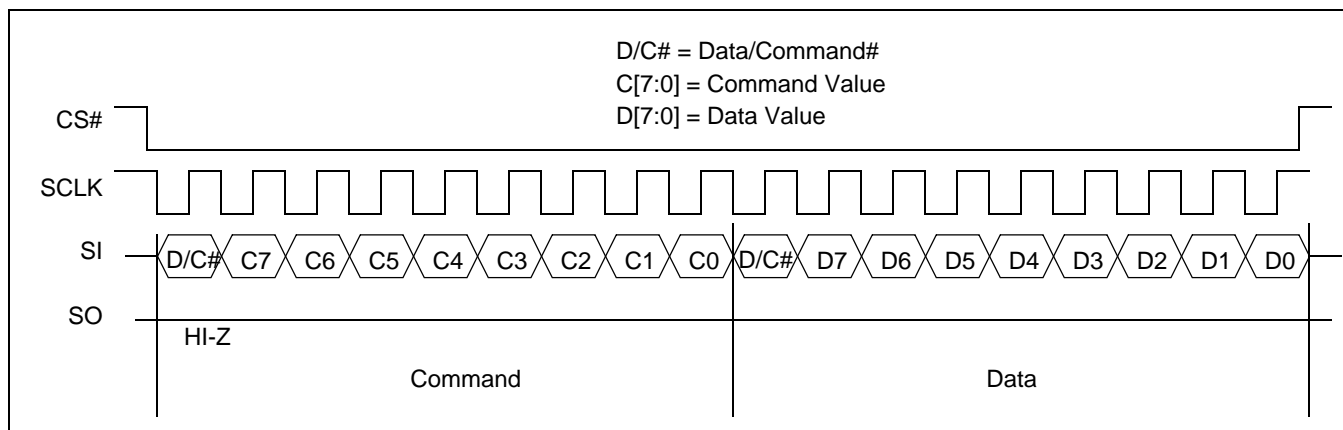 D/C# = Data/Command#
C[7:0] = Command Value
D[7:0] = Data Value
CS#
SCLK
SI D/C# C7 C6 C5 C4 C3 C2 C1 C0 D/C# D7 D6 D5 D4 D3 D2 D1 D0
SO
HI-Z
Command Data